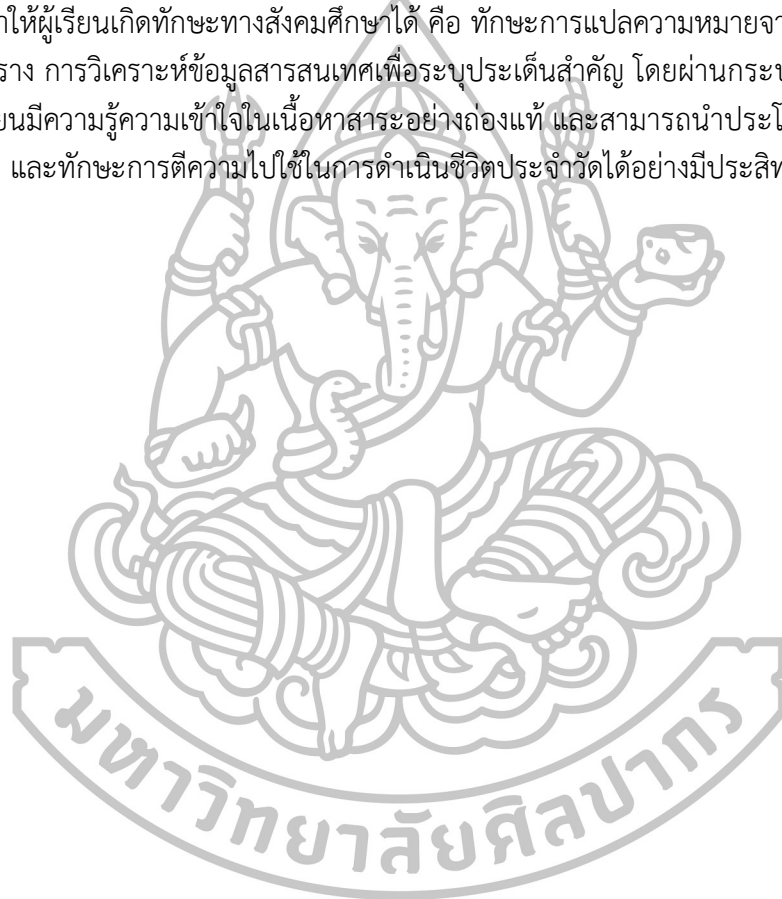 ให้ผู้เรียนเกิดทักษะทางสังคมศึกษาได้ คือ ทักษะการแปลความหมายจา
ราง การวิเคราะห์ข้อมูลสารสนเทศเพื่อระบุประเด็นสำคัญ โดยผ่านกระบ
ยนมีความรู้ความเข้าใจในเนื้อหาสาระอย่างถ่องแท้ และสามารถนำประโ
และทักษะการตีความไปใช้ในการดำเนินชีวิตประจำวัดได้อย่างมีประสิท
มหาวิทยาลัยศิลปากร